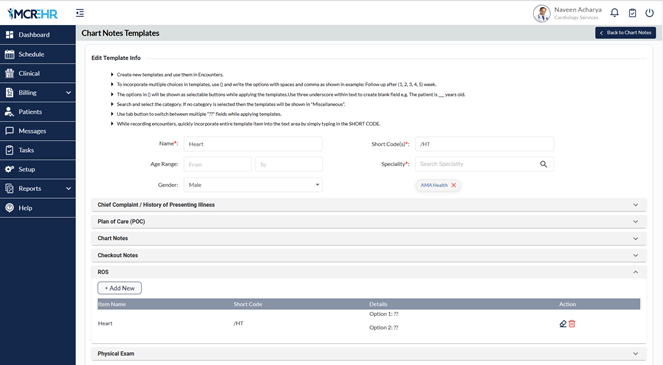 MCREHR
Naveen Acharya
Cardiology Services
Dashboard
Schedule
Clinical
Billing
Patients
Messages
Tasks
Setup
Reports
Help
Chart Notes Templates
Back to Chart Notes
Edit Template Info
Create new templates and use them in Encounters.
To incorporate multiple choices in templates, use () and write the options with spaces and comma as shown in example: Follow up after (1, 2, 3, 4, 5) week.
The options in () will be shown as selectable buttons while applying the templates.Use three underscore within text to create blank field e.g. The patient is ___ years old.
Search and select the category. If no category is selected then the templates will be shown in "Miscellaneous".
Use tab button to switch between multiple "??" fields while applying templates.
While recording encounters, quickly incorporate entire template item into the text area by simply typing in the SHORT CODE.
Name*: Heart
Short Code(s)*: /HT
Age Range: From To
Speciality*: Search Speciality
Gender: Male
AMA Health
Chief Complaint / History of Presenting Illness
Plan of Care (POC)
Chart Notes
Checkout Notes
ROS
+ Add New
Item Name Short Code Details Action
Option 1: ??
Heart /HT
Option 2: ??
Physical Exam